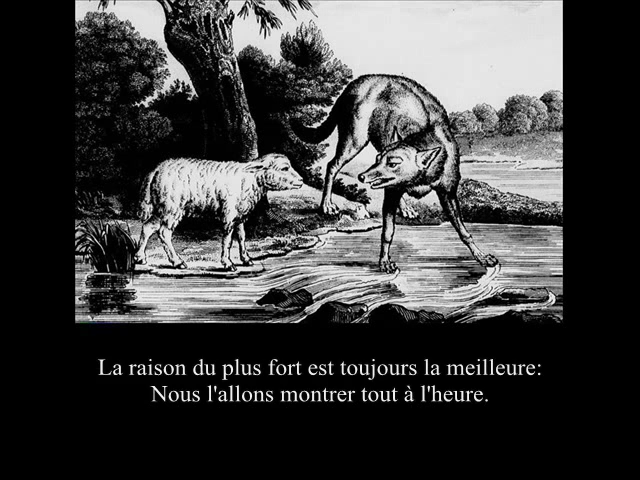 La raison du plus fort est toujours la meilleure:
Nous l'allons montrer tout à l'heure.